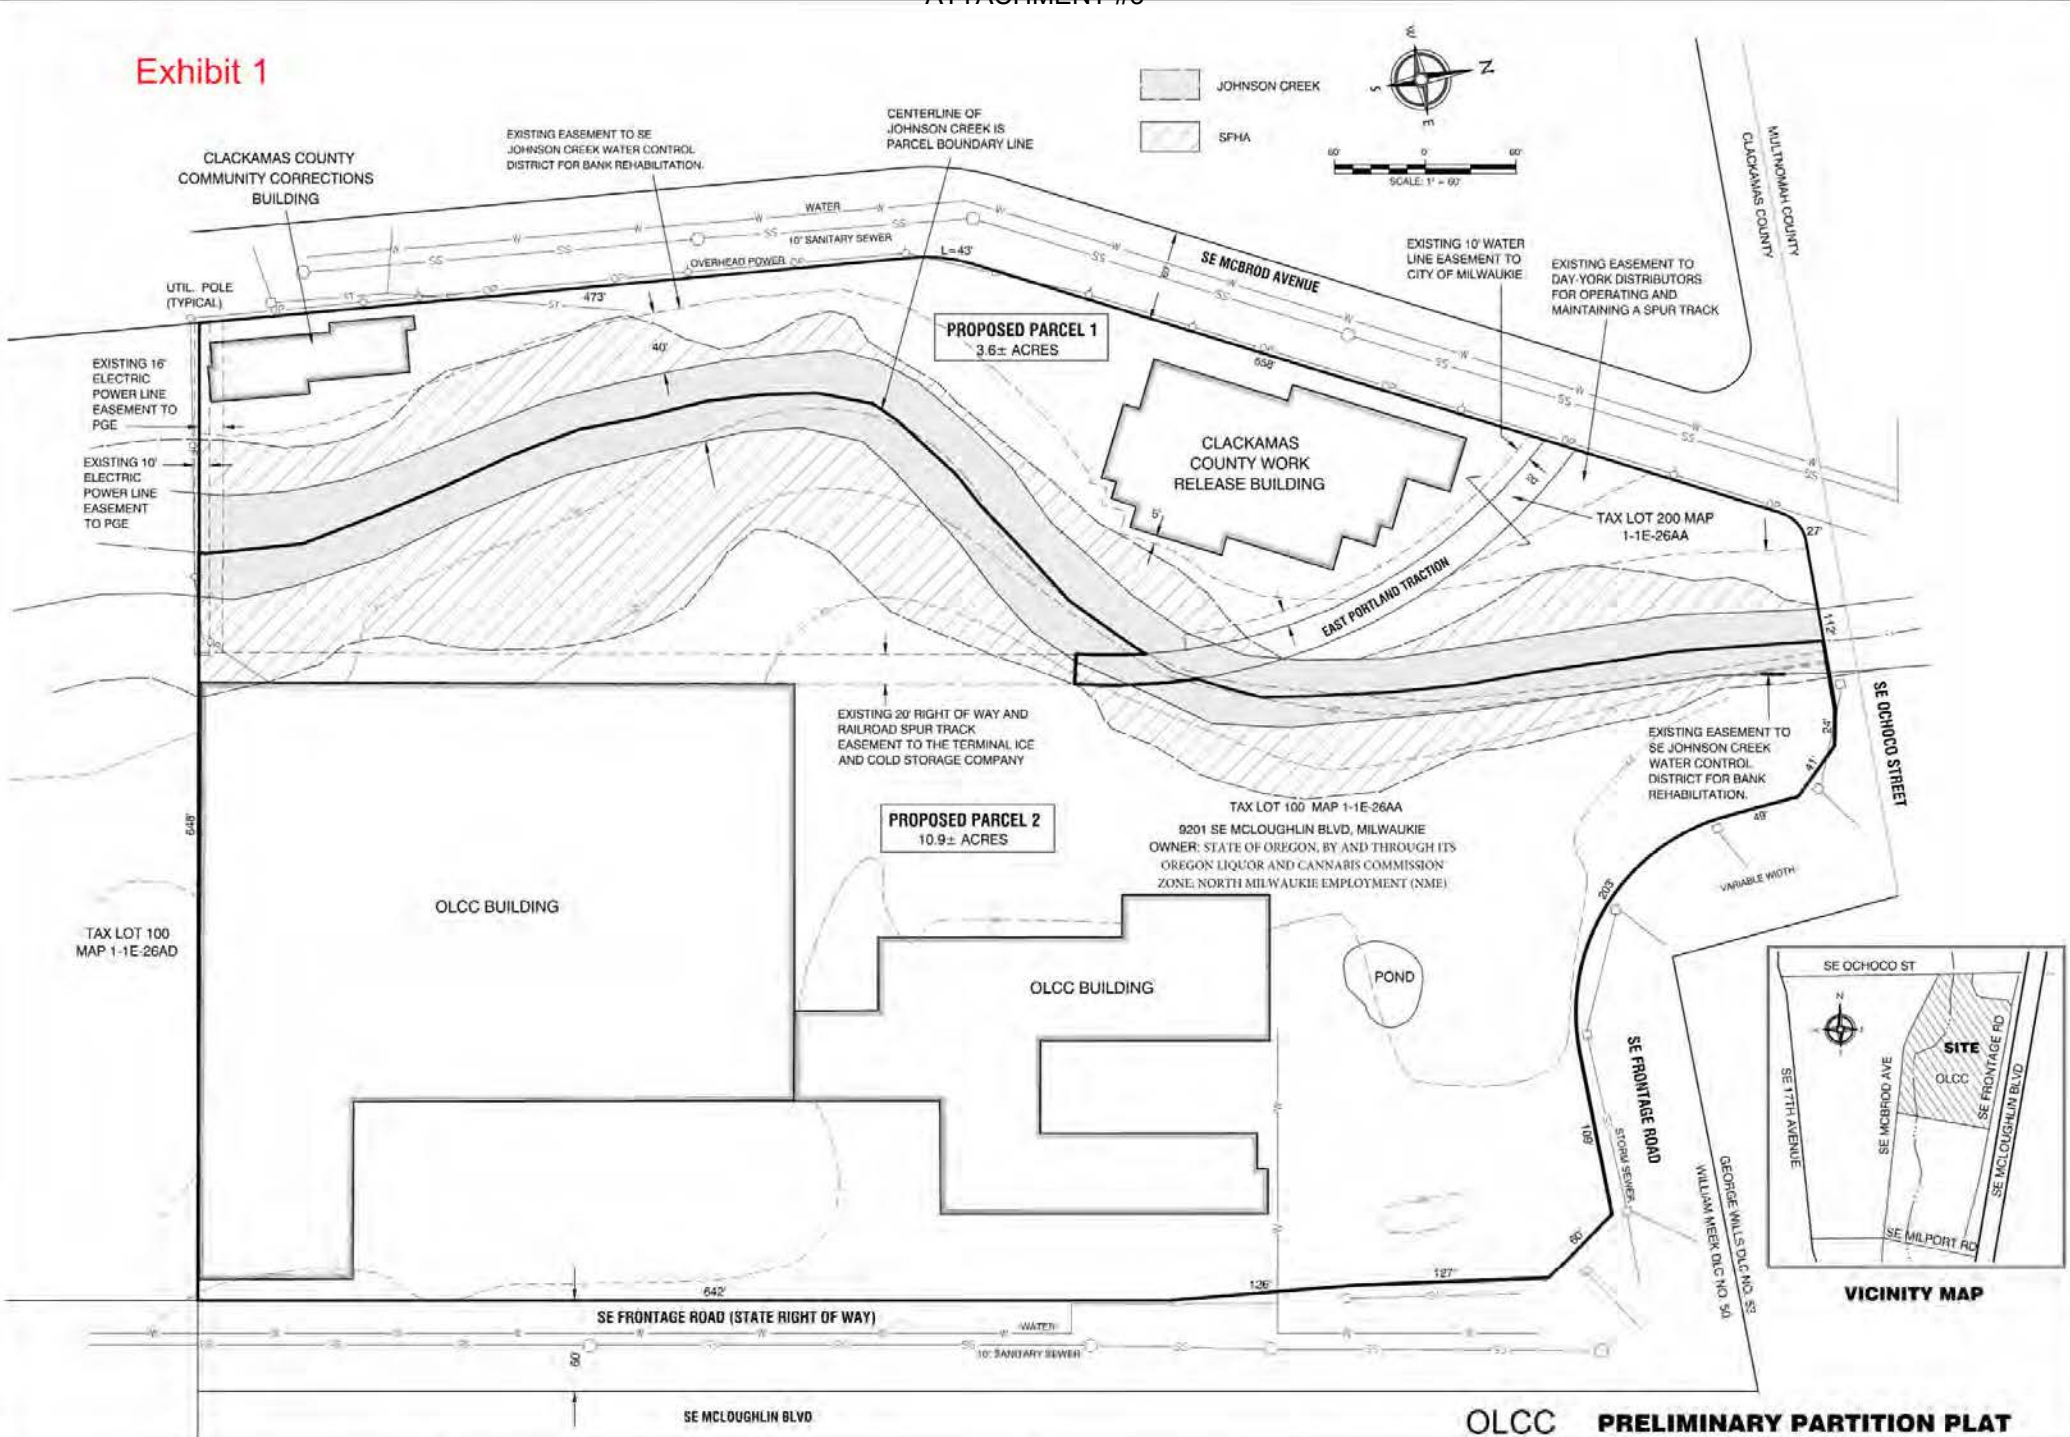 Exhibit 1
JOHNSON CREEK
SFHA
W
N
S
E
60'
0'
60'
SCALE: 1" = 60'
MULTNOMAH COUNTY
CLACKAMAS COUNTY
CLACKAMAS COUNTY
COMMUNITY CORRECTIONS
BUILDING
EXISTING EASEMENT TO SE
JOHNSON CREEK WATER CONTROL
DISTRICT FOR BANK REHABILITATION.
CENTERLINE OF
JOHNSON CREEK IS
PARCEL BOUNDARY LINE
WATER
10" SANITARY SEWER
OVERHEAD POWER
L=43'
473'
UTIL. POLE
(TYPICAL)
SE MCBROD AVENUE
EXISTING 10' WATER
LINE EASEMENT TO
CITY OF MILWAUKIE
EXISTING EASEMENT TO
DAY-YORK DISTRIBUTORS
FOR OPERATING AND
MAINTAINING A SPUR TRACK
PROPOSED PARCEL 1
3.6± ACRES
658'
40'
EXISTING 16'
ELECTRIC
POWER LINE
EASEMENT TO
PGE
EXISTING 10'
ELECTRIC
POWER LINE
EASEMENT
TO PGE
CLACKAMAS
COUNTY WORK
RELEASE BUILDING
5'
TAX LOT 200 MAP
1-1E-26AA
27'
EAST PORTLAND TRACTION
112'
SE OCHOCO STREET
24'
41'
49'
EXISTING 20' RIGHT OF WAY AND
RAILROAD SPUR TRACK
EASEMENT TO THE TERMINAL ICE
AND COLD STORAGE COMPANY
EXISTING EASEMENT TO
SE JOHNSON CREEK
WATER CONTROL
DISTRICT FOR BANK
REHABILITATION.
PROPOSED PARCEL 2
10.9± ACRES
TAX LOT 100 MAP 1-1E-26AA
9201 SE MCLOUGHLIN BLVD, MILWAUKIE
OWNER: STATE OF OREGON, BY AND THROUGH ITS
OREGON LIQUOR AND CANNABIS COMMISSION
ZONE: NORTH MILWAUKIE EMPLOYMENT (NME)
648'
VARIABLE WIDTH
203'
OLCC BUILDING
TAX LOT 100
MAP 1-1E-26AD
OLCC BUILDING
POND
SE FRONTAGE ROAD
STORM SEWER
60'
GEORGE WILLS DLC NO. 53
WILLIAM MEEK DLC NO. 50
SE OCHOCO ST
N
SITE
OLCC
SE 17TH AVENUE
SE MCBROD AVE
SE FRONTAGE RD
SE MCLOUGHLIN BLVD
SE MILPORT RD
VICINITY MAP
642'
126'
127'
SE FRONTAGE ROAD (STATE RIGHT OF WAY)
WATER
10" SANITARY SEWER
60'
SE MCLOUGHLIN BLVD
OLCC PRELIMINARY PARTITION PLAT